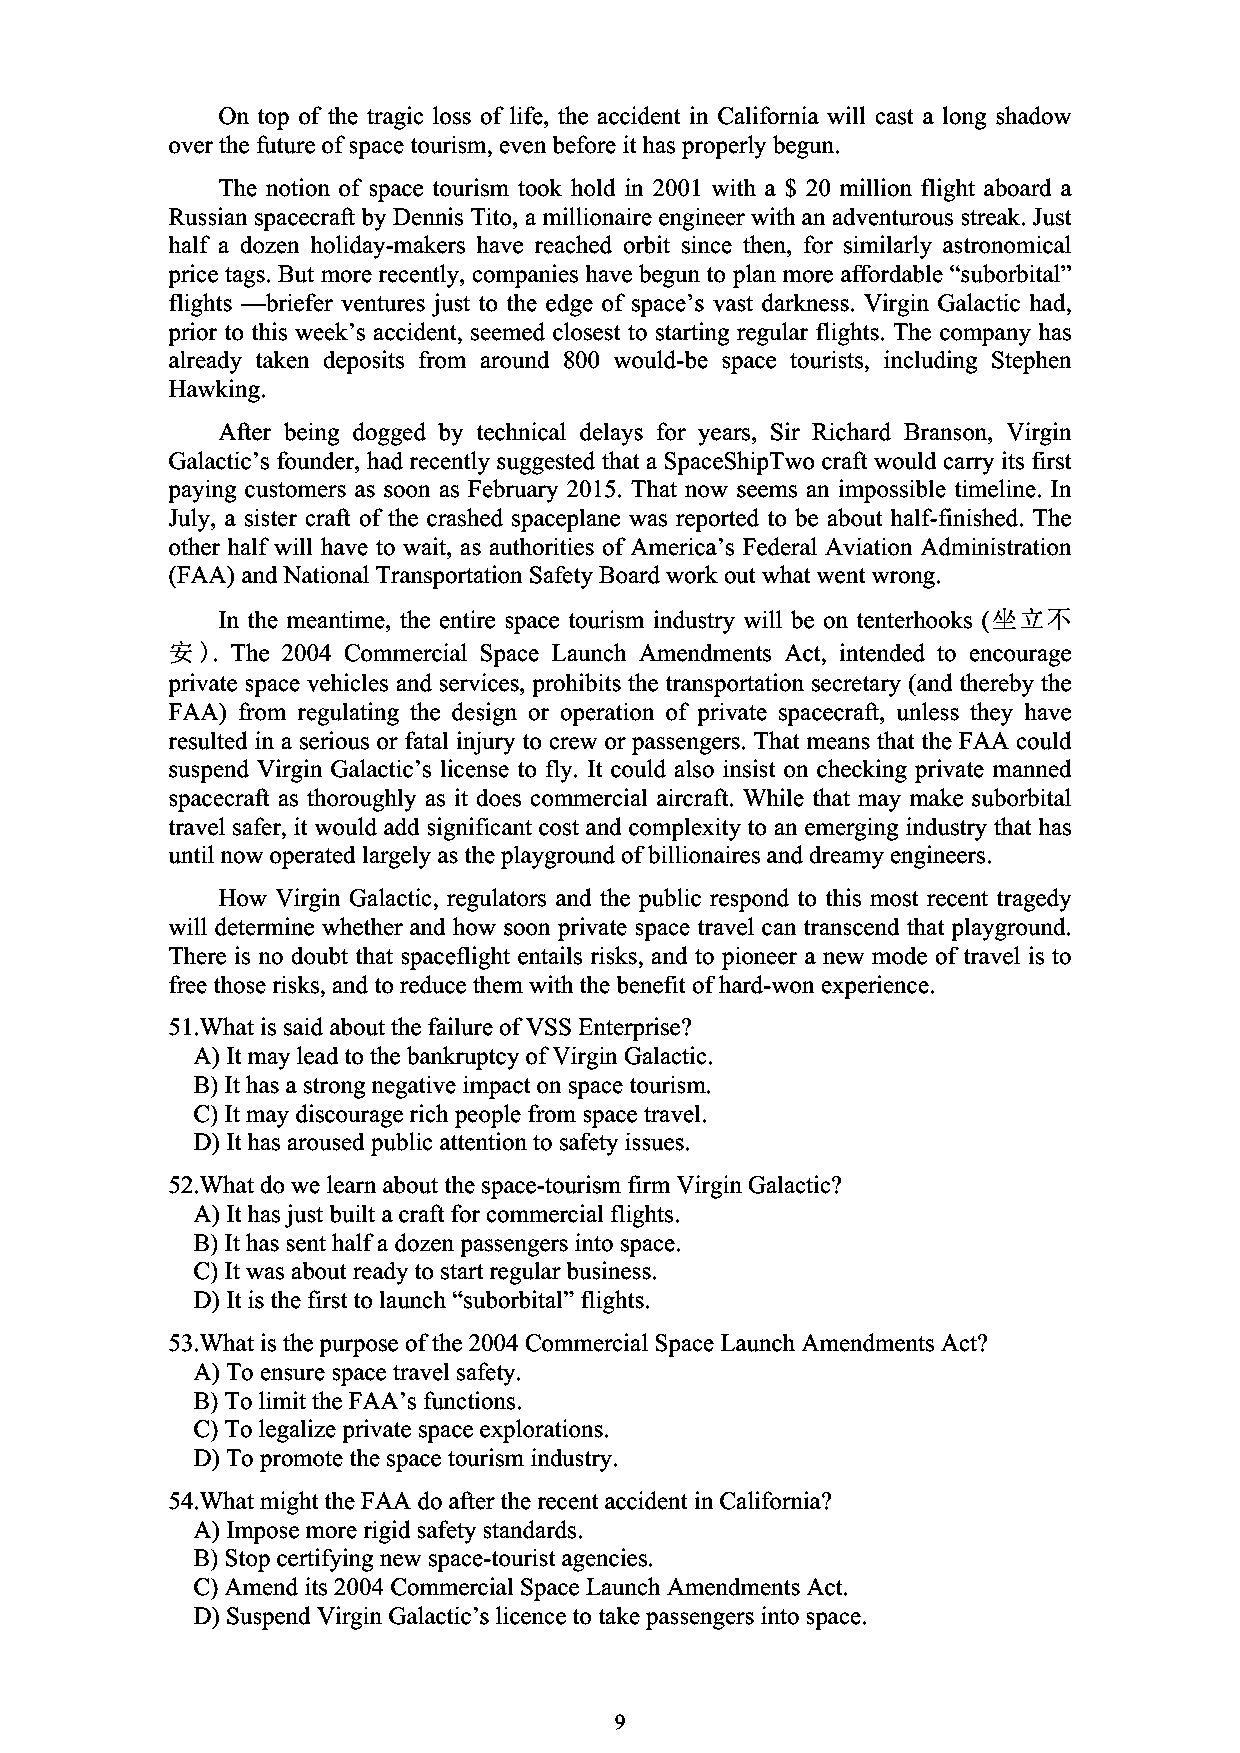 On top of the tragic loss of life, the accident in California will cast a long shadow
over the future of space tourism, even before it has properly begun.
The notion of space tourism took hold in 2001 with a $ 20 million flight aboard a
Russian spacecraft by Dennis Tito, a millionaire engineer with an adventurous streak. Just
half a dozen holiday-makers have reached orbit since then, for similarly astronomical
price tags. But more recently, companies have begun to plan more affordable “suborbital”
flights —briefer ventures just to the edge of space’s vast darkness. Virgin Galactic had,
prior to this week’s accident, seemed closest to starting regular flights. The company has
already taken deposits from around 800 would-be space tourists, including Stephen
Hawking.
After being dogged by technical delays for years, Sir Richard Branson, Virgin
Galactic’s founder, had recently suggested that a SpaceShipTwo craft would carry its first
paying customers as soon as February 2015. That now seems an impossible timeline. In
July, a sister craft of the crashed spaceplane was reported to be about half-finished. The
other half will have to wait, as authorities of America’s Federal Aviation Administration
(FAA) and National Transportation Safety Board work out what went wrong.
In the meantime, the entire space tourism industry will be on tenterhooks (坐立不
安). The 2004 Commercial Space Launch Amendments Act, intended to encourage
private space vehicles and services, prohibits the transportation secretary (and thereby the
FAA) from regulating the design or operation of private spacecraft, unless they have
resulted in a serious or fatal injury to crew or passengers. That means that the FAA could
suspend Virgin Galactic’s license to fly. It could also insist on checking private manned
spacecraft as thoroughly as it does commercial aircraft. While that may make suborbital
travel safer, it would add significant cost and complexity to an emerging industry that has
until now operated largely as the playground of billionaires and dreamy engineers.
How Virgin Galactic, regulators and the public respond to this most recent tragedy
will determine whether and how soon private space travel can transcend that playground.
There is no doubt that spaceflight entails risks, and to pioneer a new mode of travel is to
free those risks, and to reduce them with the benefit of hard-won experience.
51.What is said about the failure of VSS Enterprise?
A) It may lead to the bankruptcy of Virgin Galactic.
B) It has a strong negative impact on space tourism.
C) It may discourage rich people from space travel.
D) It has aroused public attention to safety issues.
52.What do we learn about the space-tourism firm Virgin Galactic?
A) It has just built a craft for commercial flights.
B) It has sent half a dozen passengers into space.
C) It was about ready to start regular business.
D) It is the first to launch “suborbital” flights.
53.What is the purpose of the 2004 Commercial Space Launch Amendments Act?
A) To ensure space travel safety.
B) To limit the FAA’s functions.
C) To legalize private space explorations.
D) To promote the space tourism industry.
54.What might the FAA do after the recent accident in California?
A) Impose more rigid safety standards.
B) Stop certifying new space-tourist agencies.
C) Amend its 2004 Commercial Space Launch Amendments Act.
D) Suspend Virgin Galactic’s licence to take passengers into space.
9